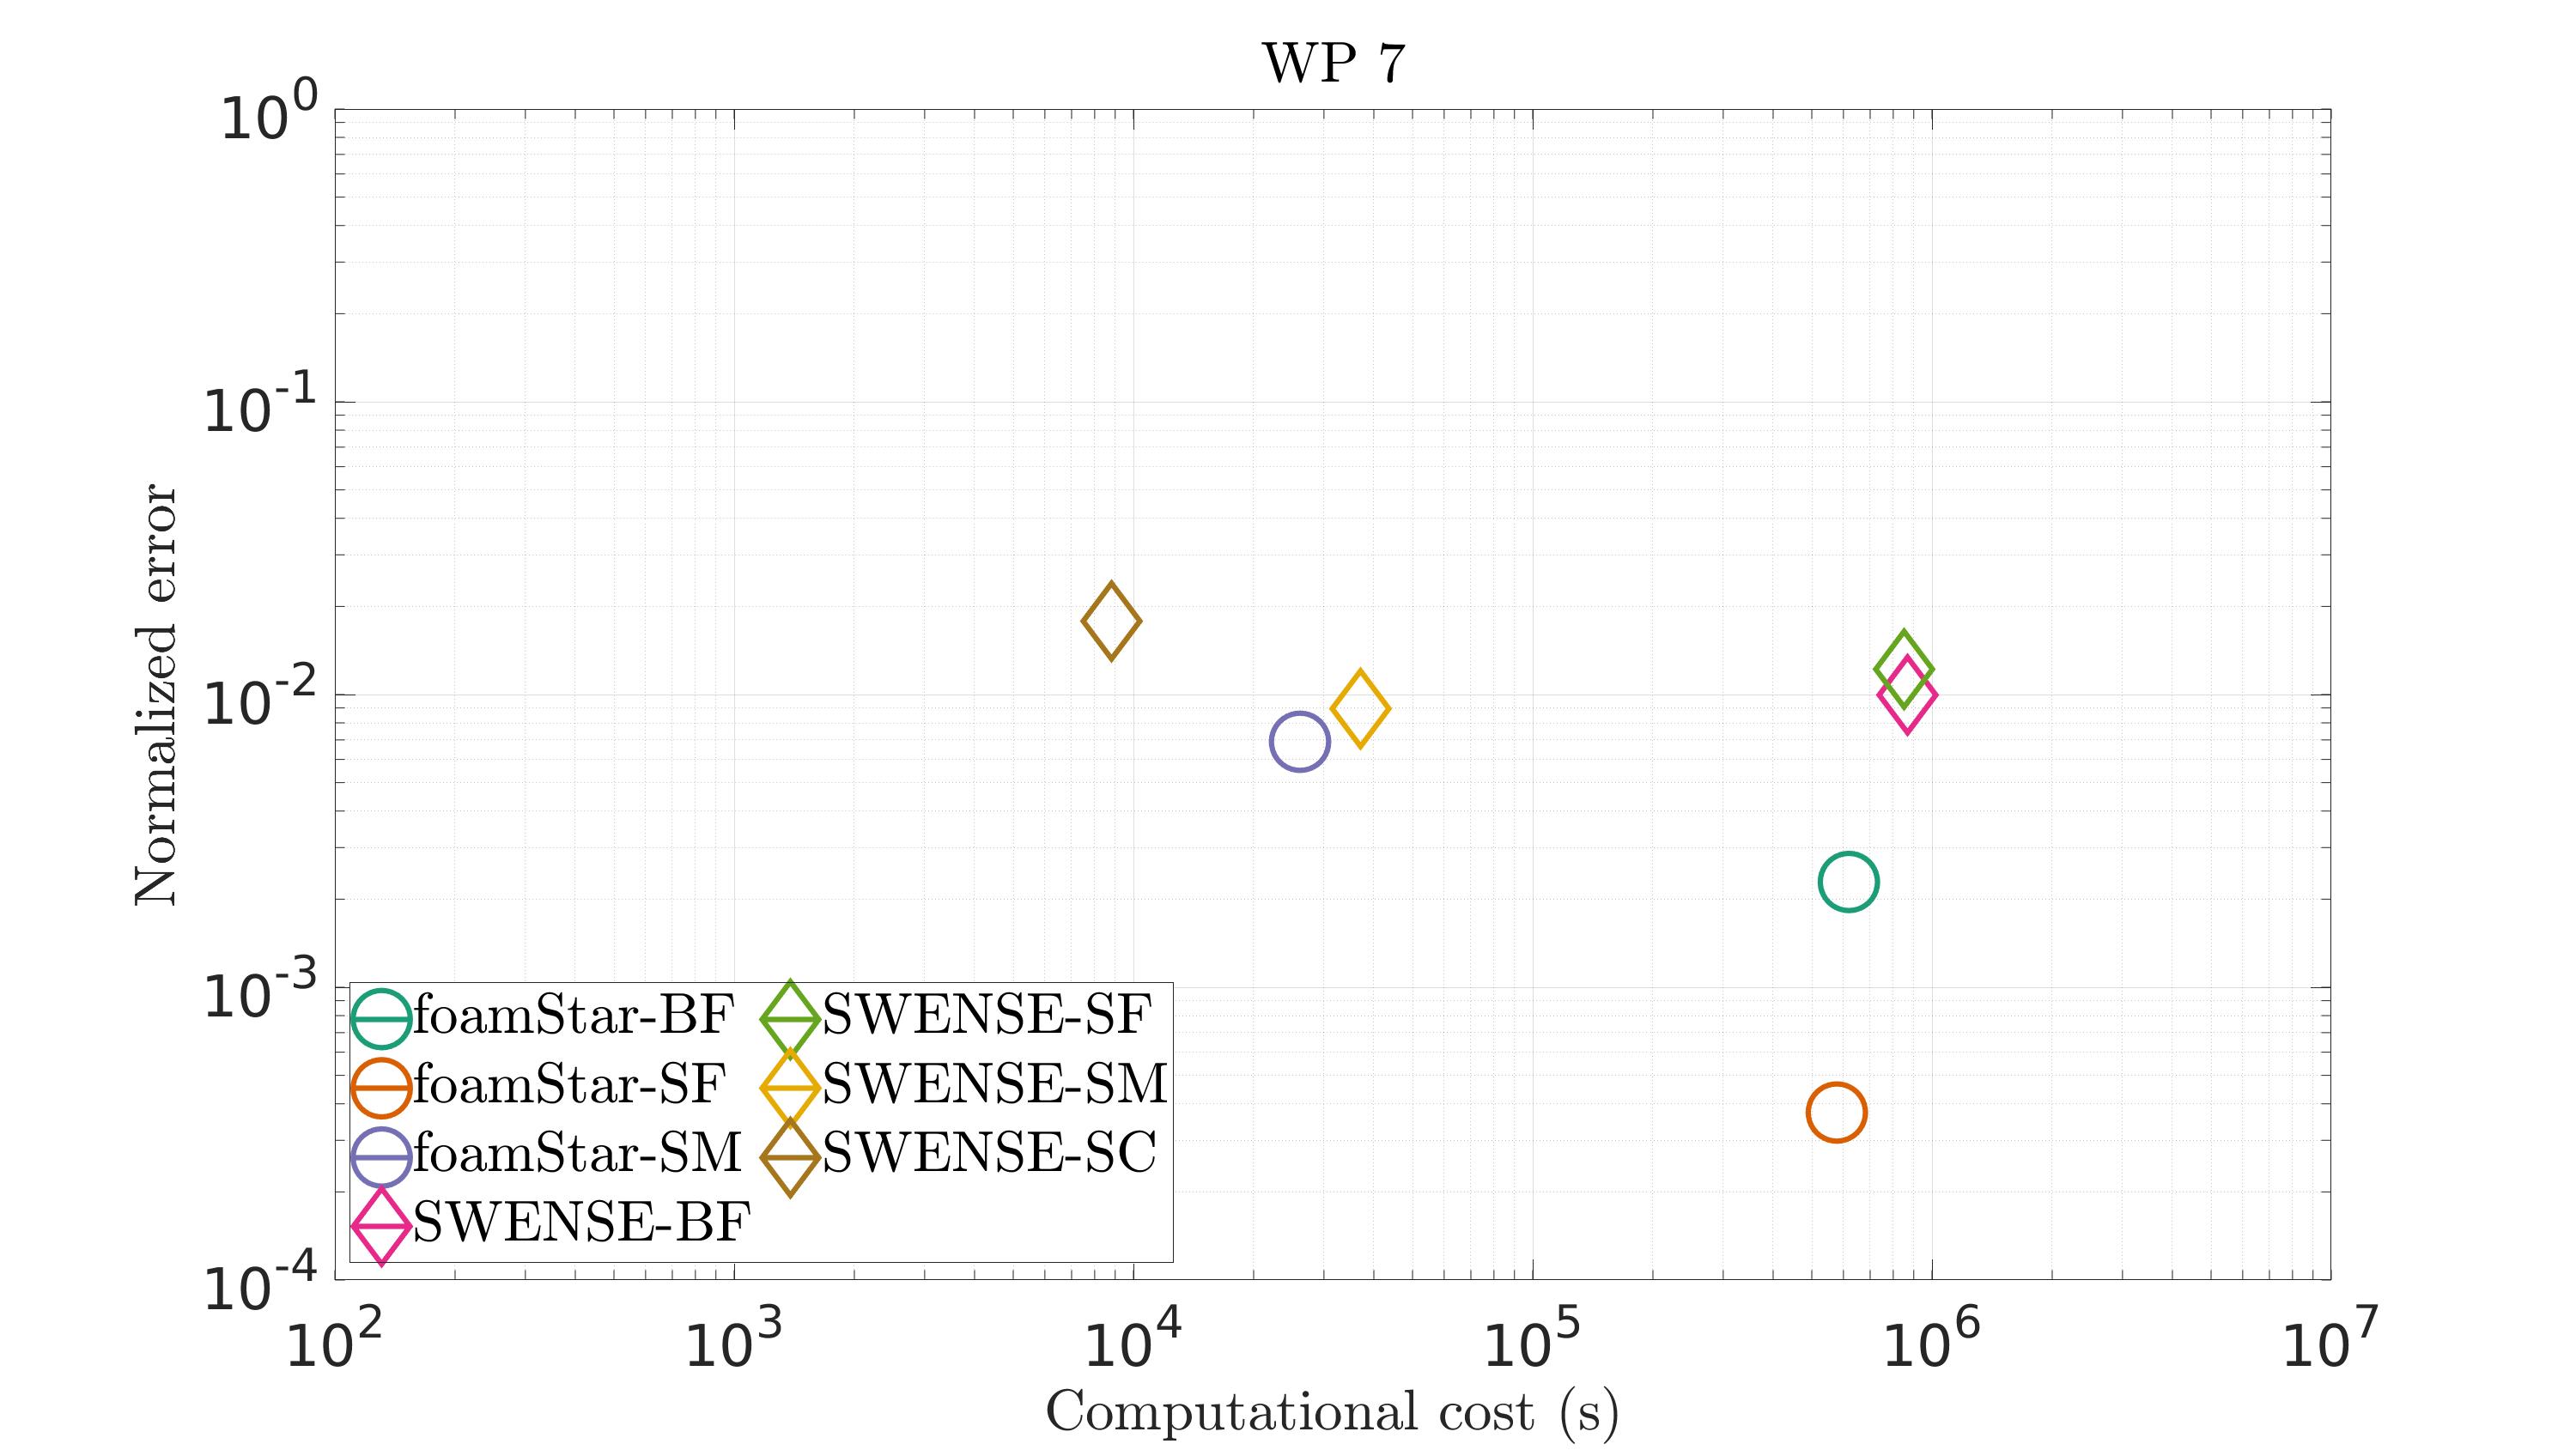 WP 7
10^0
10^-1
10^-2
10^-3
10^-4
Normalized error
foamStar-BF
foamStar-SF
foamStar-SM
SWENSE-BF
SWENSE-SF
SWENSE-SM
SWENSE-SC
10^2 10^3 10^4 10^5 10^6 10^7
Computational cost (s)